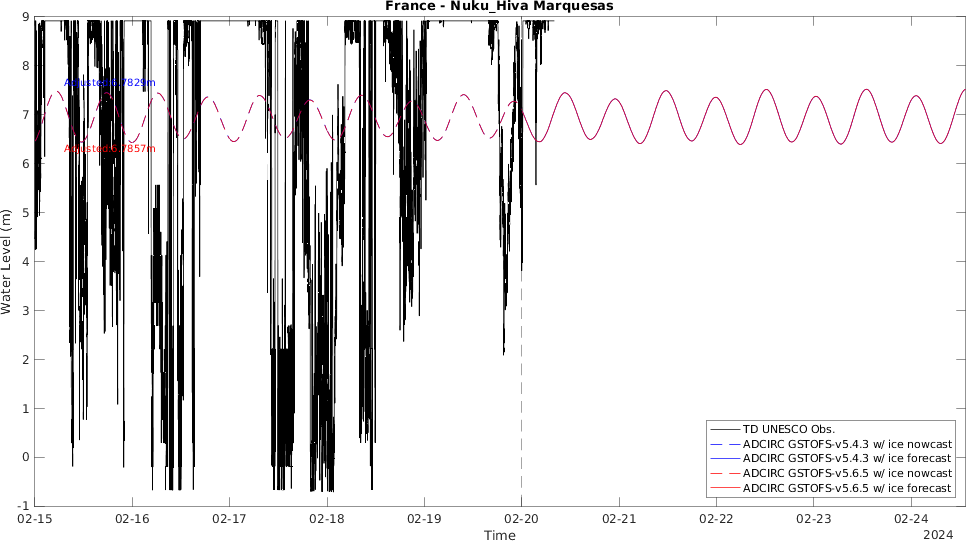 France - Nuku_Hiva Marquesas
9
8
7
6
5
4
3
2
1
0
-1
Water Level (m)
Adjusted 6.7829m
Adjusted 6.7857m
TD UNESCO Obs.
ADCIRC GSTOFS-v5.4.3 w/ ice nowcast
ADCIRC GSTOFS-v5.4.3 w/ ice forecast
ADCIRC GSTOFS-v5.6.5 w/ ice nowcast
ADCIRC GSTOFS-v5.6.5 w/ ice forecast
02-15 02-16 02-17 02-18 02-19 02-20 02-21 02-22 02-23 02-24
Time
2024